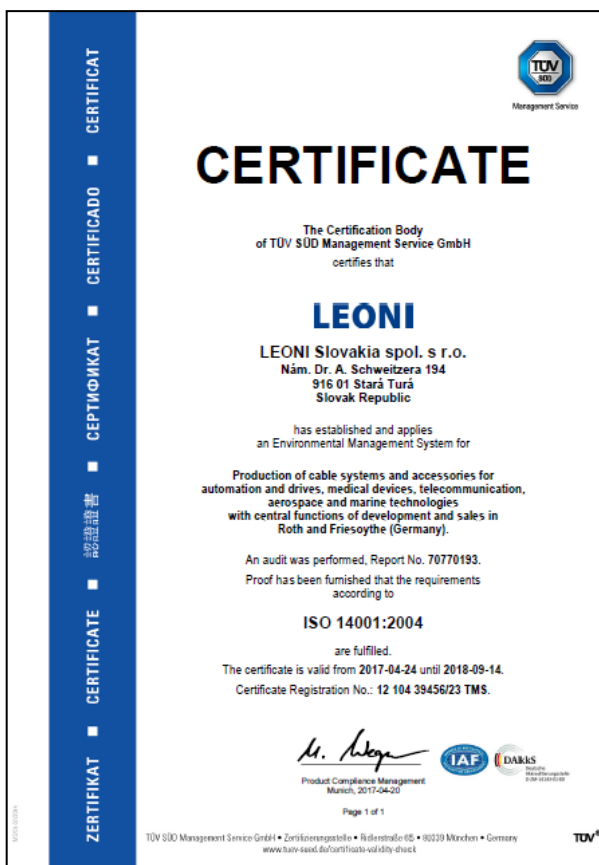 TÜV
SÜD
Management Service
CERTIFICATE
The Certification Body
of TÜV SÜD Management Service GmbH
certifies that
LEONI
LEONI Slovakia spol. s r.o.
Nám. Dr. A. Schweitzera 194
916 01 Stará Turá
Slovak Republic
has established and applies
an Environmental Management System for
Production of cable systems and accessories for
automation and drives, medical devices, telecommunication,
aerospace and marine technologies
with central functions of development and sales in
Roth and Friesoythe (Germany).
An audit was performed, Report No. 70770193.
Proof has been furnished that the requirements
according to
ISO 14001:2004
are fulfilled.
The certificate is valid from 2017-04-24 until 2018-09-14.
Certificate Registration No.: 12 104 39456/23 TMS.
Product Compliance Management
Munich, 2017-04-20
IAF
DAkkS
Deutsche
Akkreditierungsstelle
Page 1 of 1
TÜV SÜD Management Service GmbH • Zertifizierungsstelle • Ridlerstraße 65 • 80339 München • Germany
www.tuev-sued.de/certificate-validity-check
TÜV®
ZERTIFIKAT ■ CERTIFICATE ■ 認證證書 ■ СЕРТИФИКАТ ■ CERTIFICADO ■ CERTIFICAT